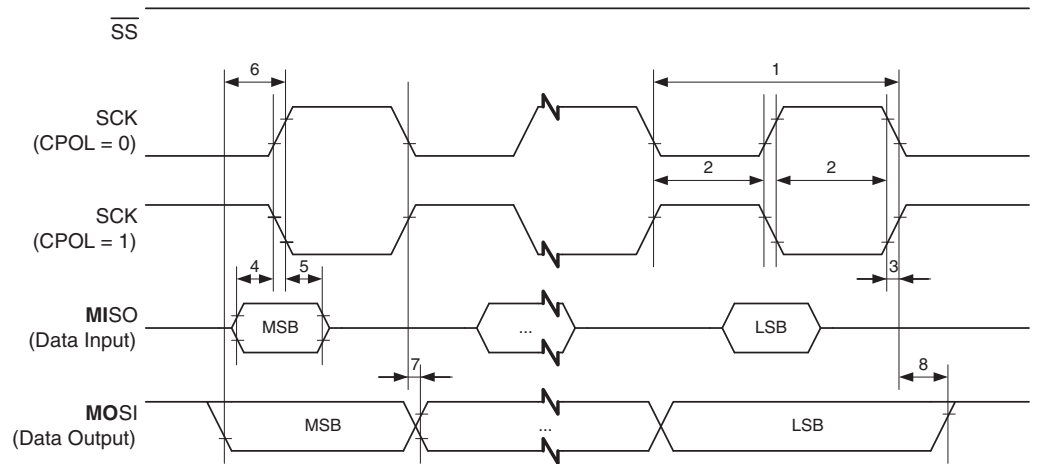 SS
6
1
SCK
(CPOL = 0)
2
2
SCK
(CPOL = 1)
4
5
3
MISO
(Data Input)
MSB
...
LSB
7
8
MOSI
(Data Output)
MSB
...
LSB